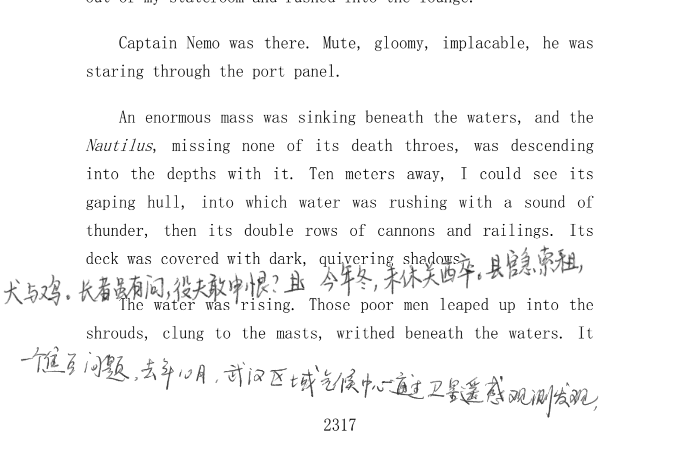 out of my stateroom and rushed into the lounge.
Captain Nemo was there. Mute, gloomy, implacable, he was
staring through the port panel.
An enormous mass was sinking beneath the waters, and the
Nautilus, missing none of its death throes, was descending
into the depths with it. Ten meters away, I could see its
gaping hull, into which water was rushing with a sound of
thunder, then its double rows of cannons and railings. Its
deck was covered with dark, quivering shadows.
犬与鸡。长者虽有问,役夫敢申恨?且 今年冬,未休关西卒。县官急索租,
The water was rising. Those poor men leaped up into the
shrouds, clung to the masts, writhed beneath the waters. It
个焦互问题,去年10月,武汉区域气候中心通过卫星遥感观测发现,
2317